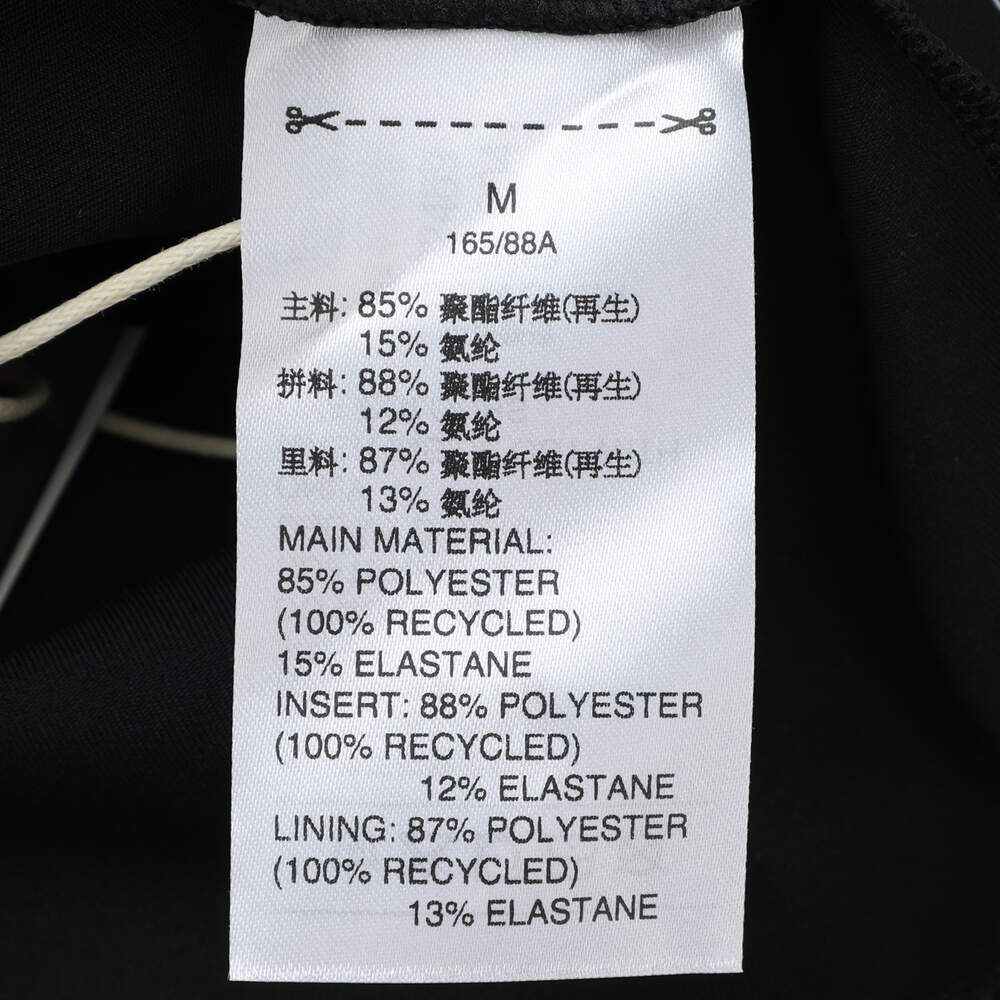 M
165/88A
主料: 85% 聚酯纤维(再生)
15% 氨纶
拼料: 88% 聚酯纤维(再生)
12% 氨纶
里料: 87% 聚酯纤维(再生)
13% 氨纶
MAIN MATERIAL:
85% POLYESTER
(100% RECYCLED)
15% ELASTANE
INSERT: 88% POLYESTER
(100% RECYCLED)
12% ELASTANE
LINING: 87% POLYESTER
(100% RECYCLED)
13% ELASTANE